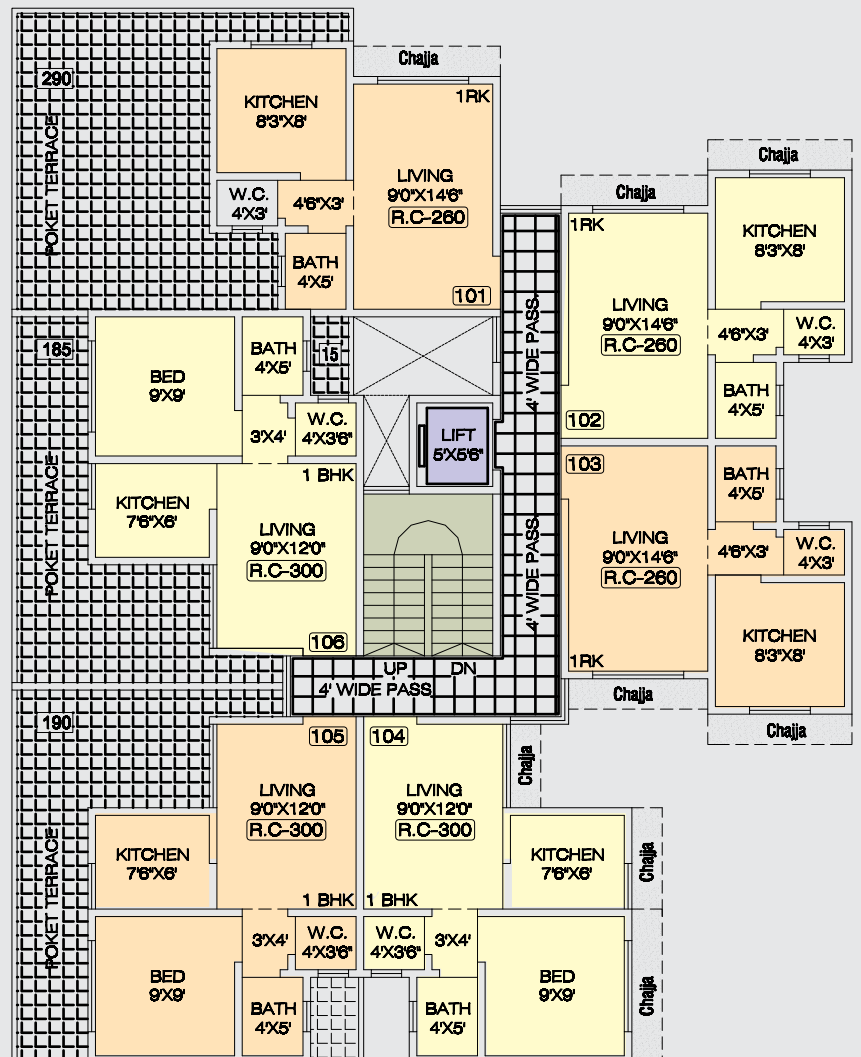 Chajja
290
POKET TERRACE
KITCHEN
8'3"X8'
1RK
LIVING
9'0"X14'6"
R.C-260
W.C.
4'X3'
4'6"X3'
BATH
4'X5'
101
Chajja
Chajja
1RK
KITCHEN
8'3"X8'
LIVING
9'0"X14'6"
R.C-260
4'6"X3'
W.C.
4'X3'
BATH
4'X5'
102
4' WIDE PASS.
185
POKET TERRACE
BED
9'X9'
BATH
4'X5'
15
3'X4'
W.C.
4'X3'6"
LIFT
5'X5'6"
1 BHK
KITCHEN
7'6"X6'
LIVING
9'0"X12'0"
R.C-300
106
103
BATH
4'X5'
LIVING
9'0"X14'6"
R.C-260
4'6"X3'
W.C.
4'X3'
KITCHEN
8'3"X8'
1RK
Chajja
Chajja
4' WIDE PASS.
UP
DN
4' WIDE PASS.
190
POKET TERRACE
105
LIVING
9'0"X12'0"
R.C-300
KITCHEN
7'6"X6'
1 BHK
3'X4'
W.C.
4'X3'6"
BED
9'X9'
BATH
4'X5'
104
Chajja
LIVING
9'0"X12'0"
R.C-300
KITCHEN
7'6"X6'
Chajja
1 BHK
W.C.
4'X3'6"
3'X4'
BED
9'X9'
BATH
4'X5'
Chajja